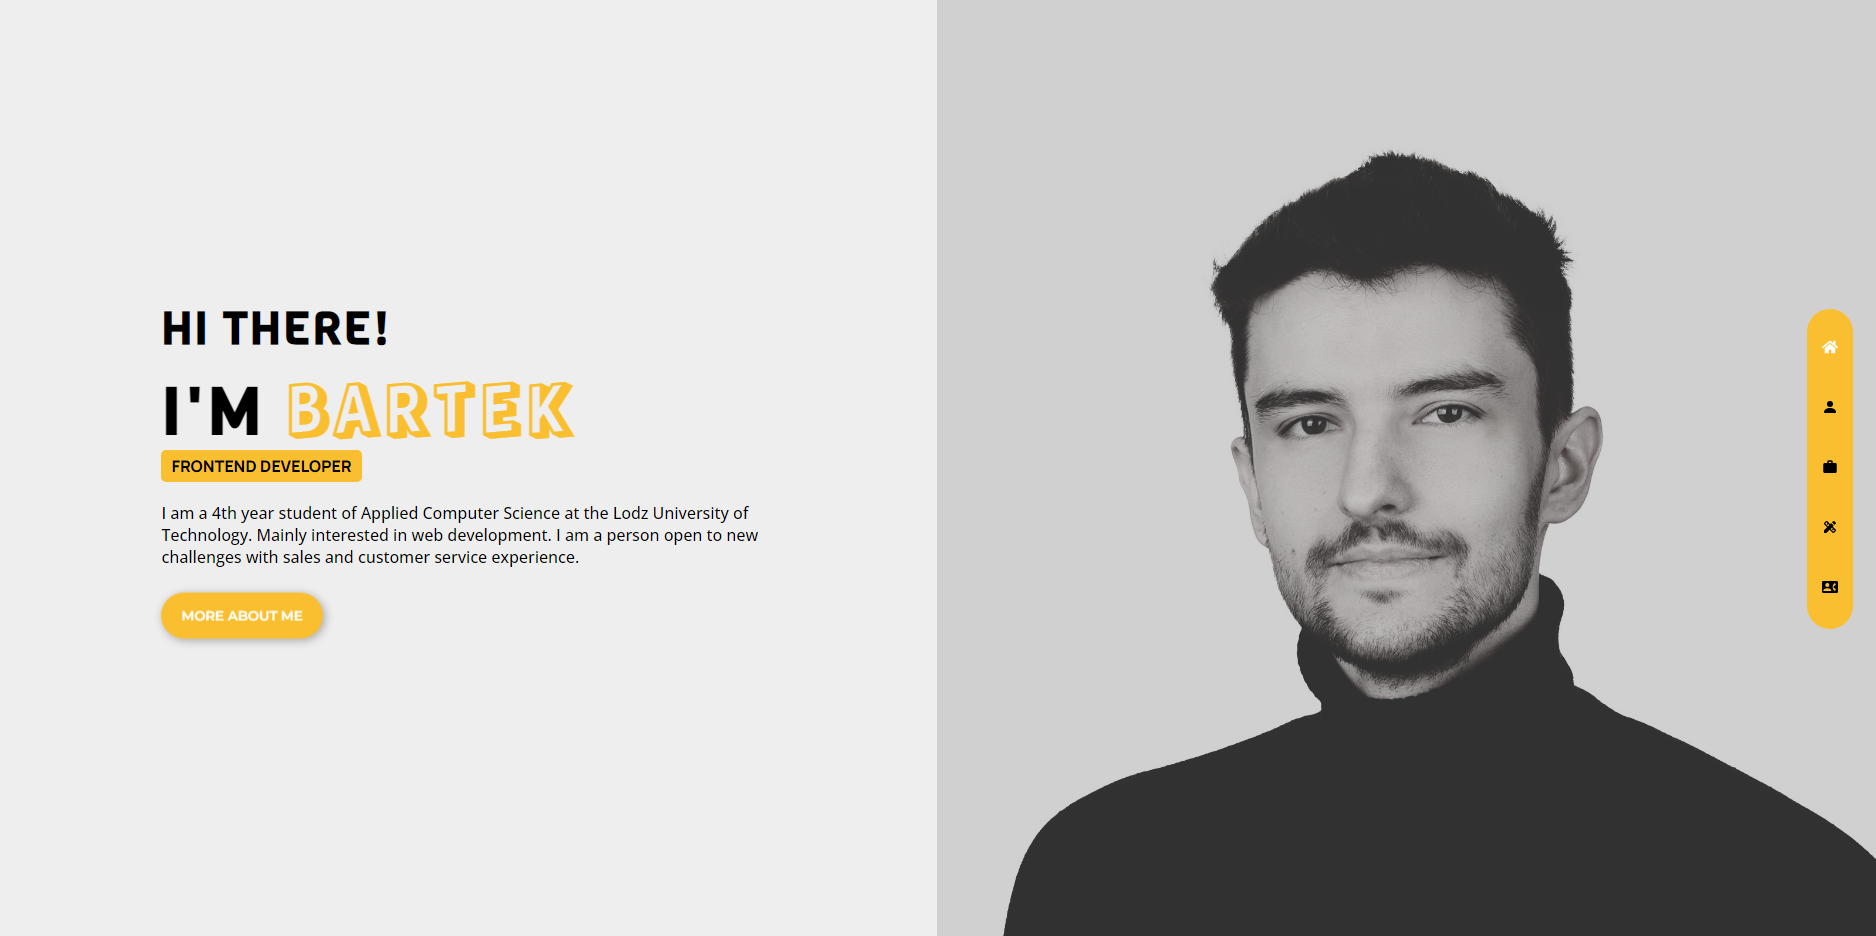 HI THERE!
I'M BARTEK
FRONTEND DEVELOPER
I am a 4th year student of Applied Computer Science at the Lodz University of
Technology. Mainly interested in web development. I am a person open to new
challenges with sales and customer service experience.
MORE ABOUT ME